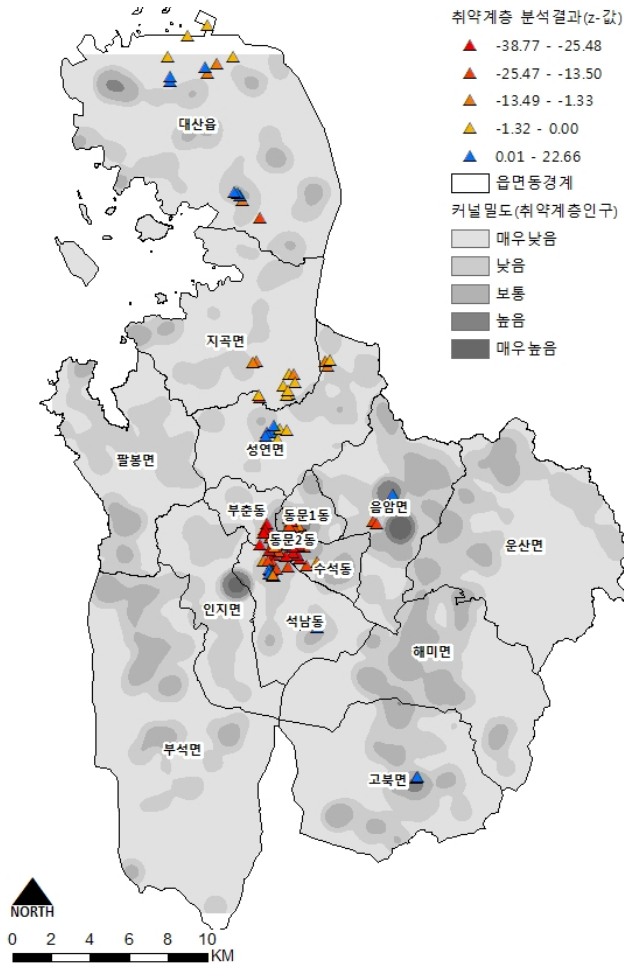 취약계층 분석결과(z-값)
-38.77 - -25.48
-25.47 - -13.50
-13.49 - -1.33
-1.32 - 0.00
0.01 - 22.66
읍면동경계
커널밀도(취약계층인구)
매우낮음
낮음
보통
높음
매우높음
대산읍
지곡면
성연면
팔봉면
부춘동
동문1동
음암면
운산면
동문2동
수석동
인지면
석남동
해미면
부석면
고북면
NORTH
0 2 4 6 8 10
KM